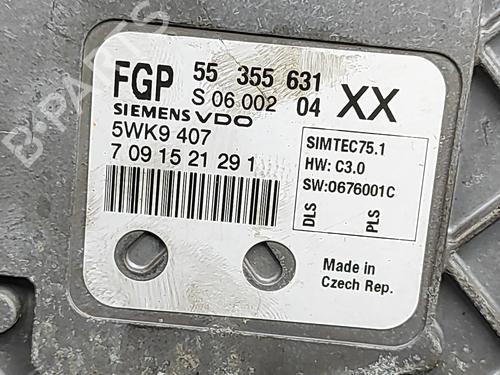 FGP 55 355 631
S 06 002 04 XX
SIEMENS VDO
5WK9 407
7 09 15 21 29 1
SIMTEC75.1
HW: C3.0
SW:0676001C
DLS
PLS
Made in
Czech Rep.
B-PARTS